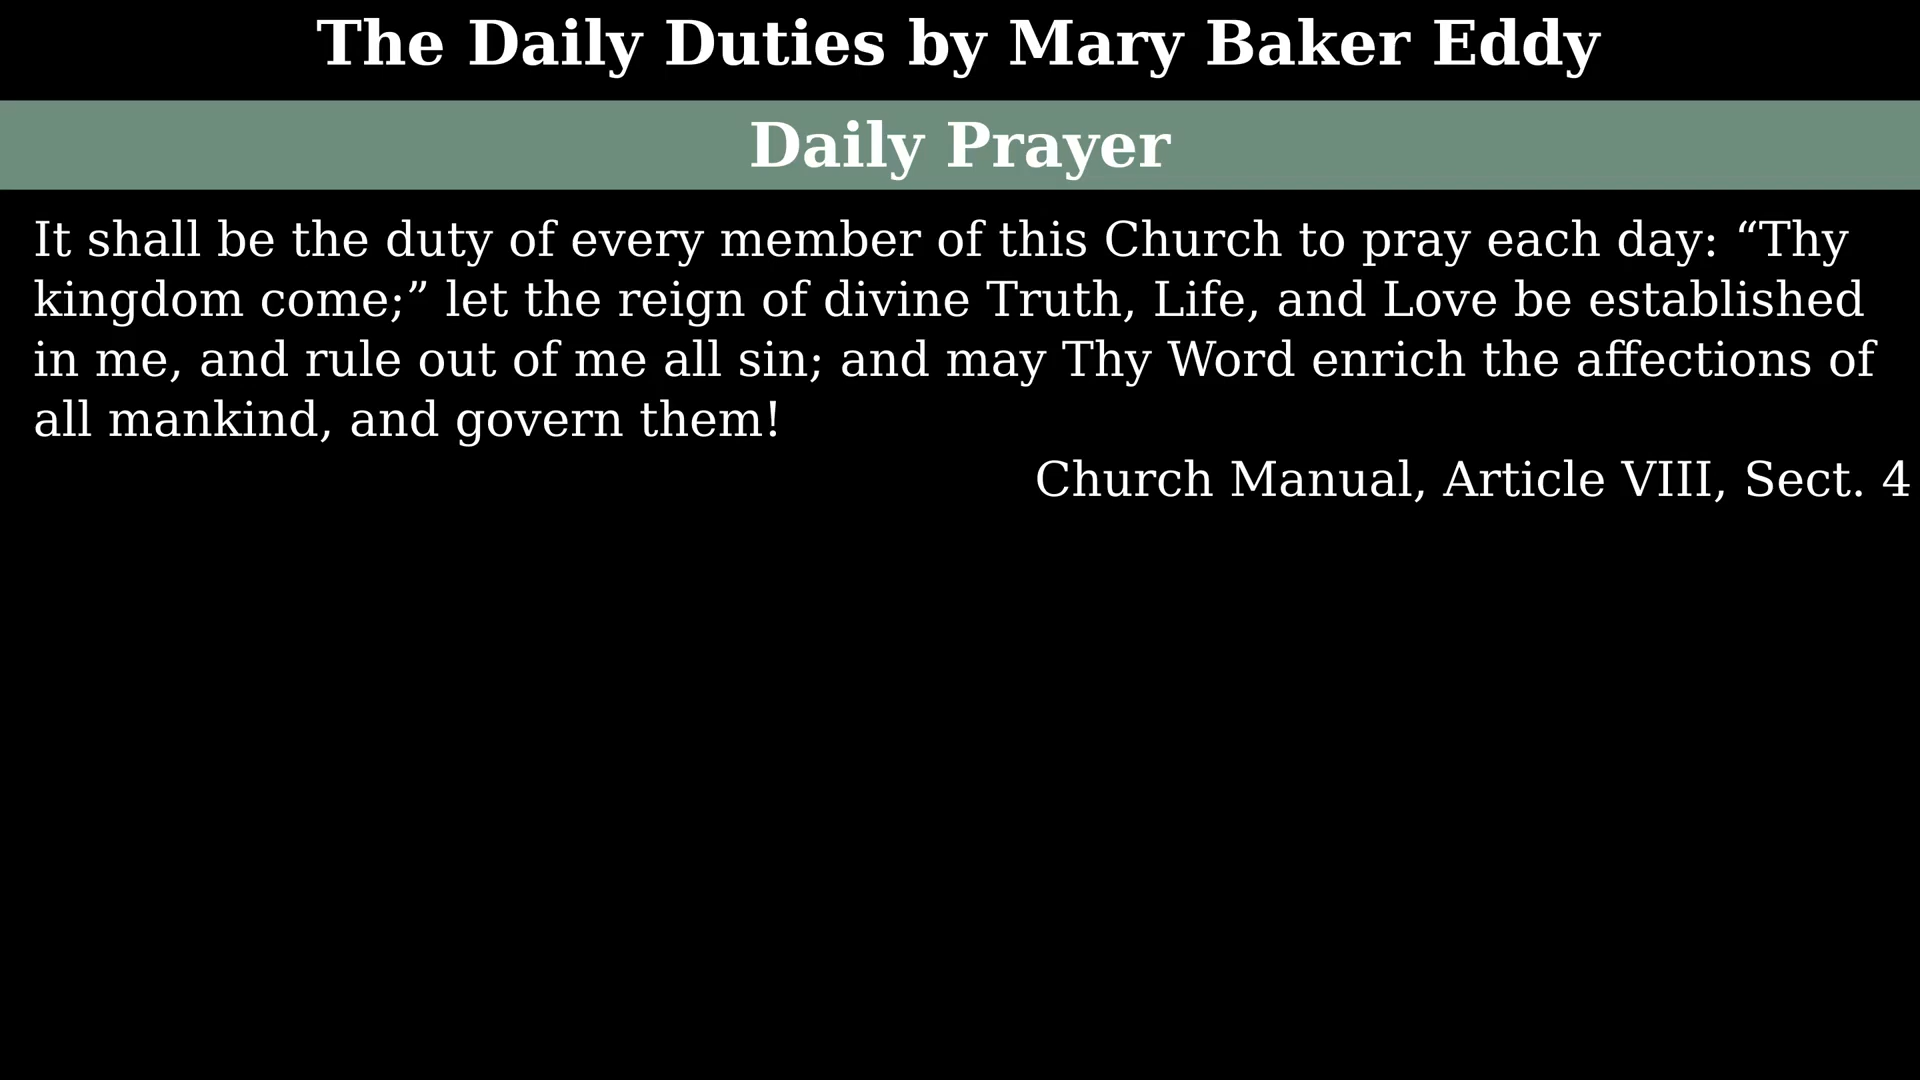 The Daily Duties by Mary Baker Eddy
Daily Prayer
It shall be the duty of every member of this Church to pray each day: “Thy
kingdom come;” let the reign of divine Truth, Life, and Love be established
in me, and rule out of me all sin; and may Thy Word enrich the affections of
all mankind, and govern them!
Church Manual, Article VIII, Sect. 4